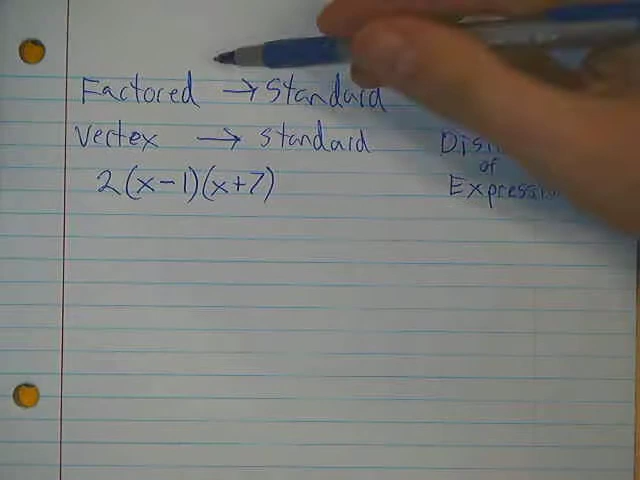 Factored → Standard
Vertex → standard
2(x-1)(x+7)
of